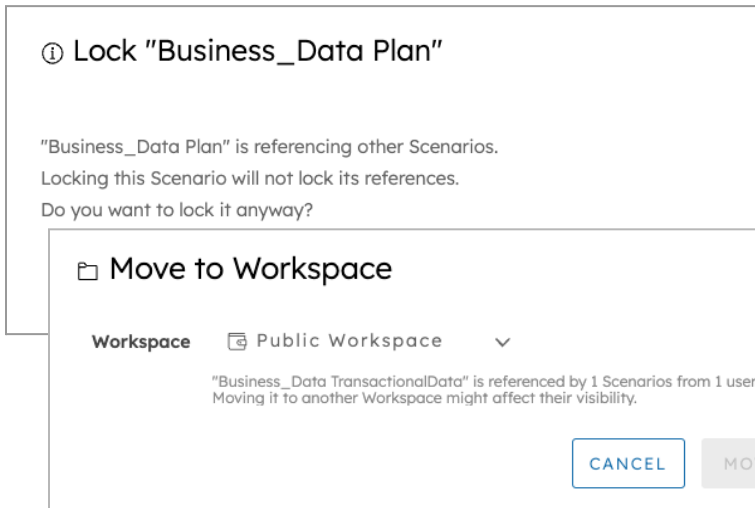 Lock "Business_Data Plan"
"Business_Data Plan" is referencing other Scenarios.
Locking this Scenario will not lock its references.
Do you want to lock it anyway?
Move to Workspace
Workspace Public Workspace
"Business_Data TransactionalData" is referenced by 1 Scenarios from 1 user
Moving it to another Workspace might affect their visibility.
CANCEL MO